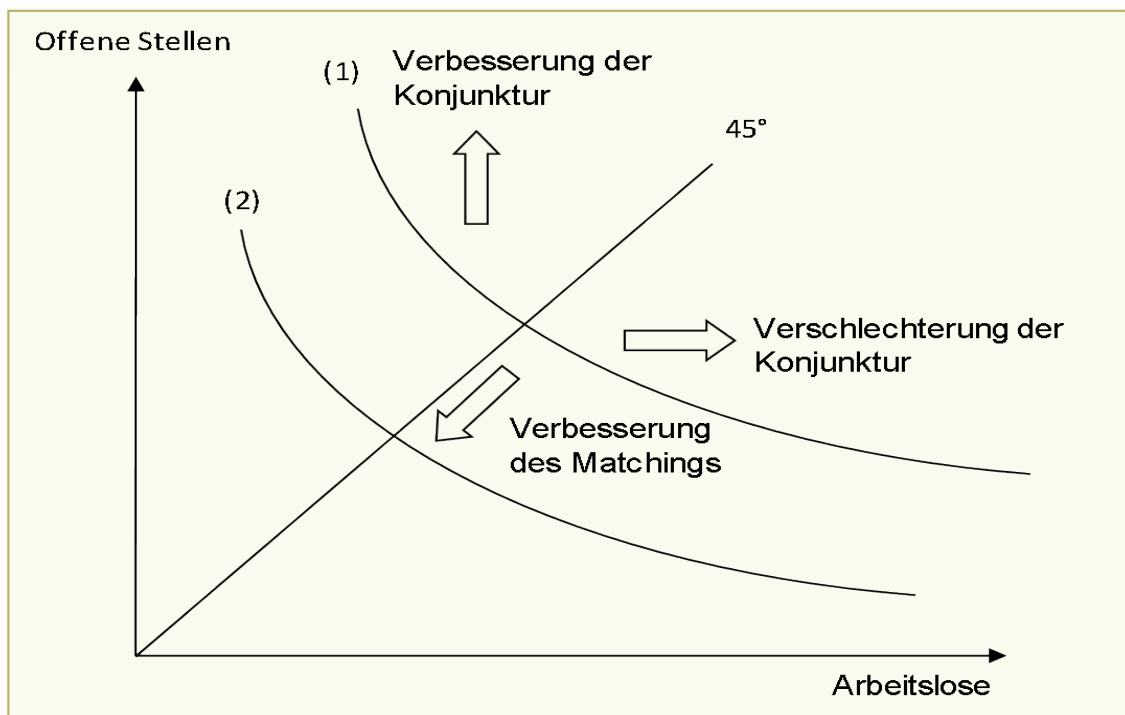 Offene Stellen
(1)
Verbesserung der
Konjunktur
45°
(2)
Verschlechterung der
Konjunktur
Verbesserung
des Matchings
Arbeitslose